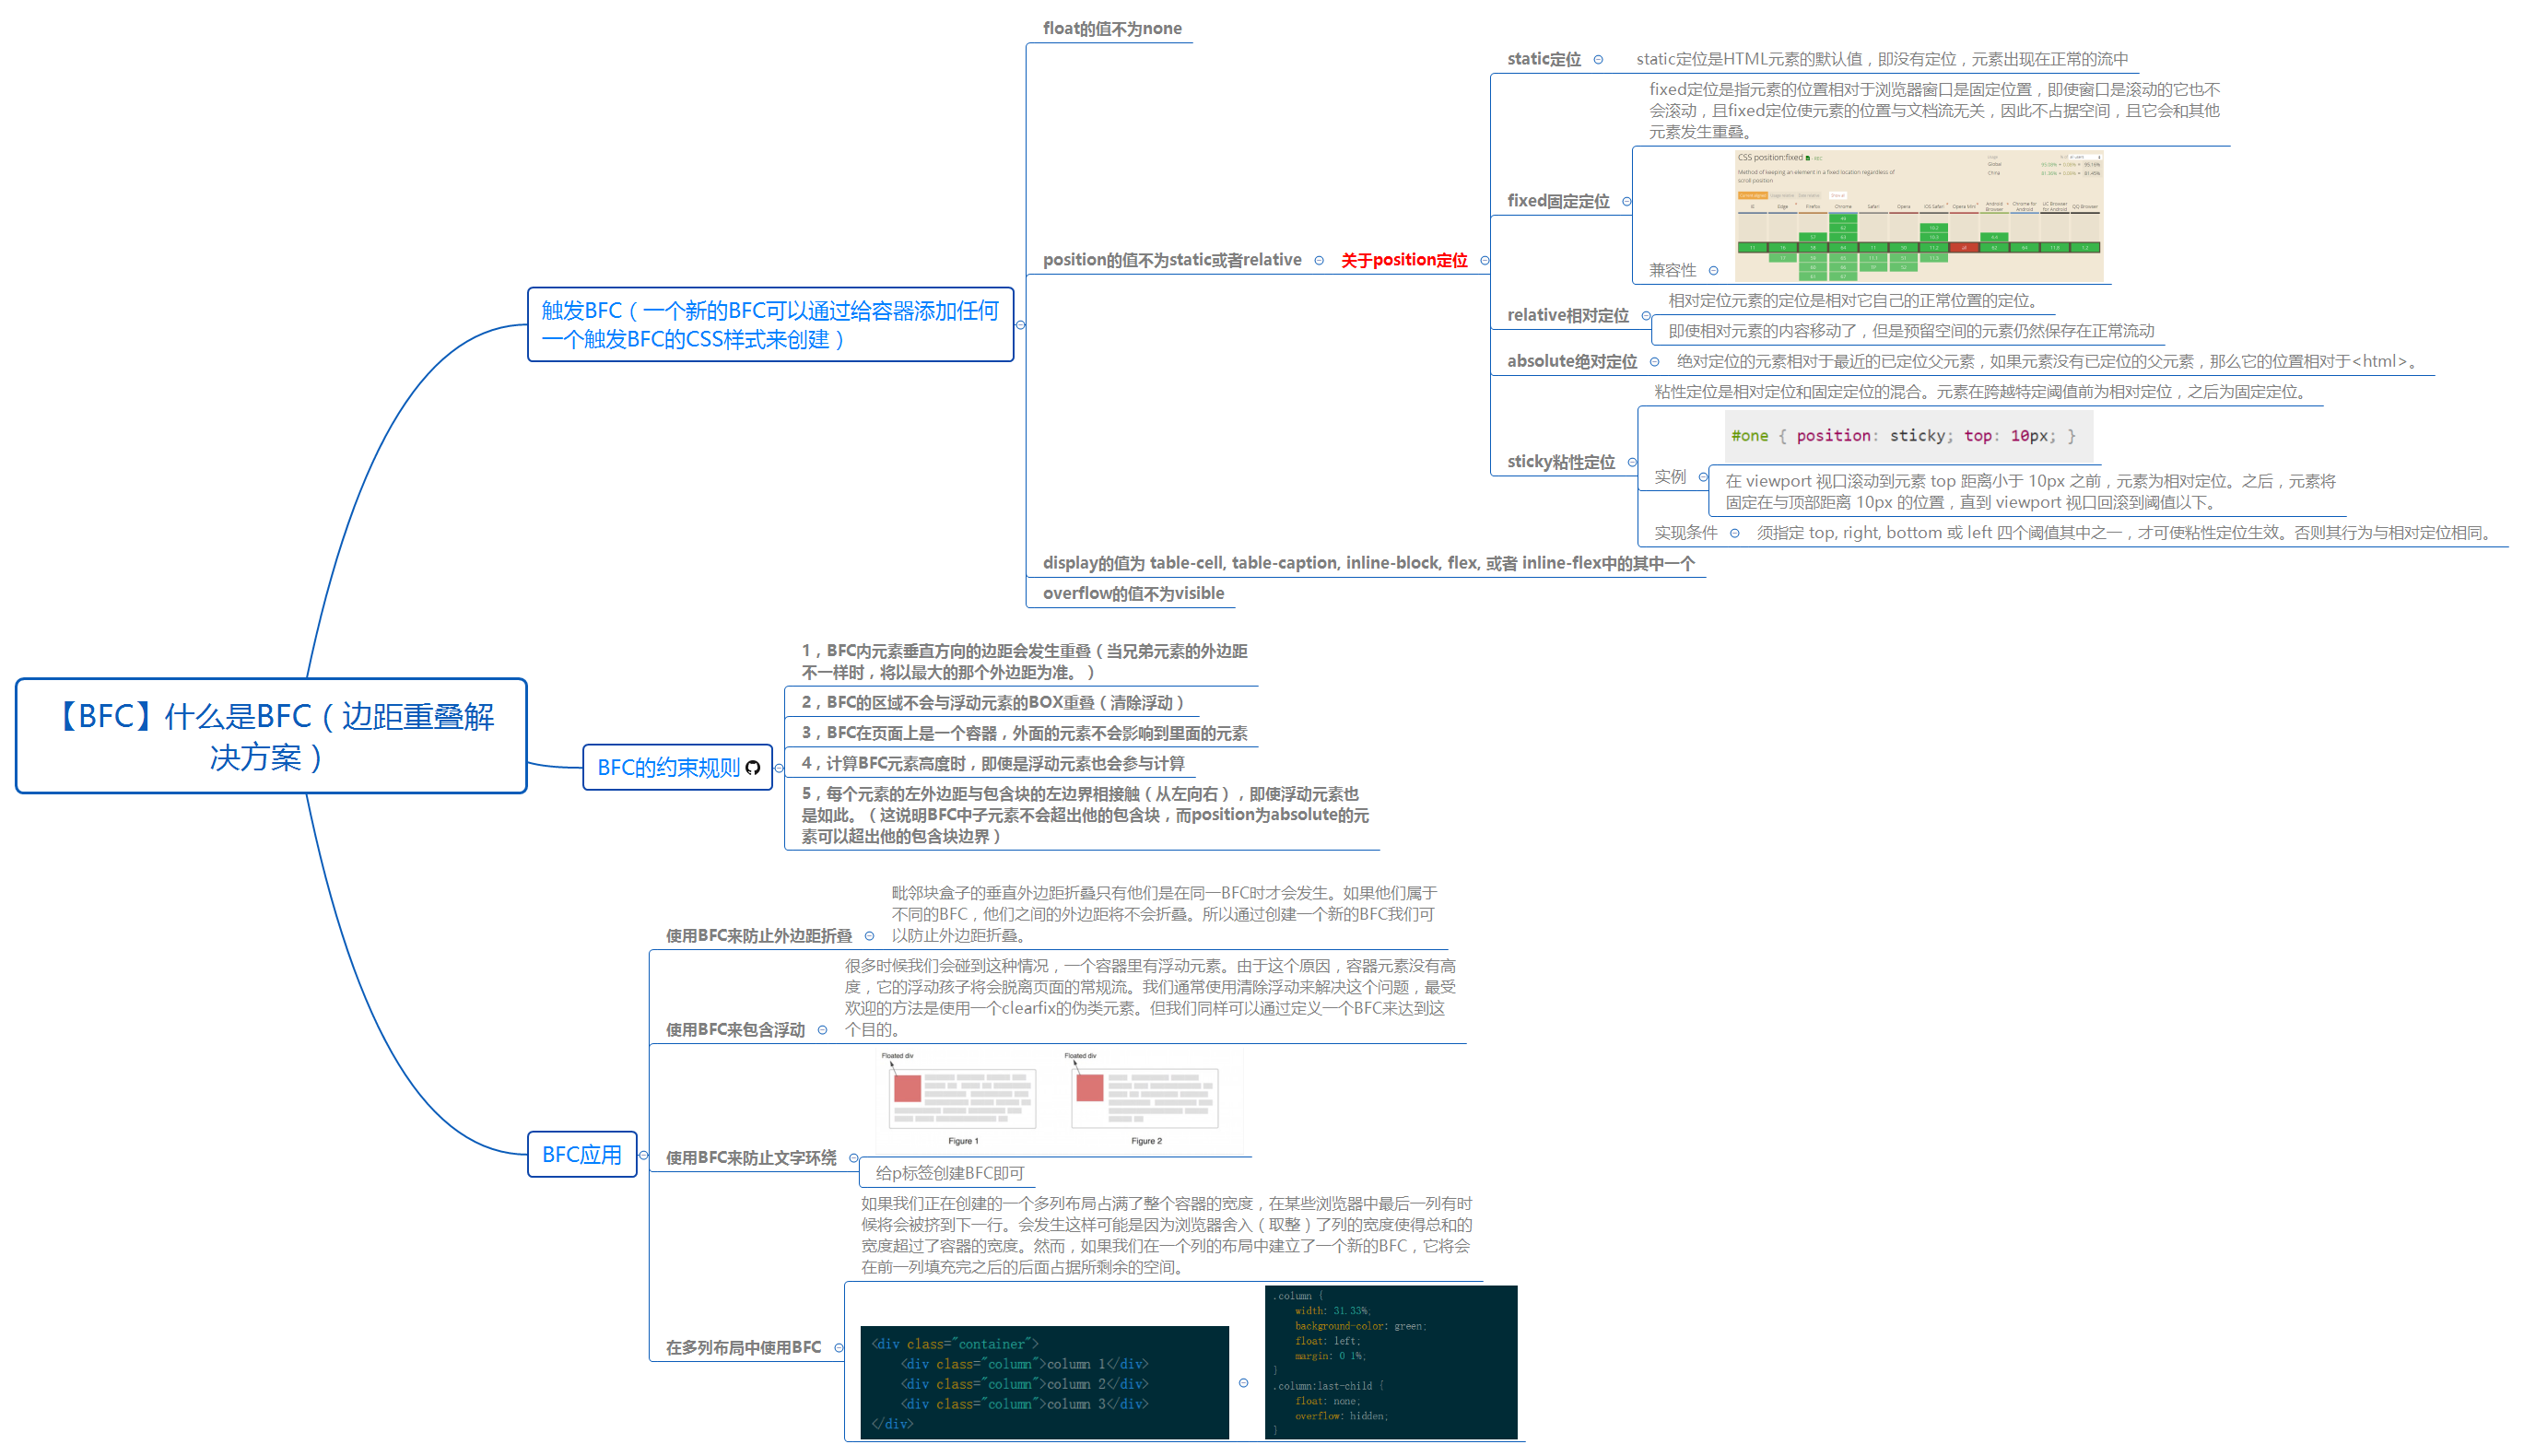 【BFC】什么是BFC（边距重叠解
决方案）
触发BFC（一个新的BFC可以通过给容器添加任何
一个触发BFC的CSS样式来创建）
float的值不为none
position的值不为static或者relative
关于position定位
static定位
static定位是HTML元素的默认值，即没有定位，元素出现在正常的流中
fixed固定定位
fixed定位是指元素的位置相对于浏览器窗口是固定位置，即使窗口是滚动的它也不
会滚动，且fixed定位使元素的位置与文档流无关，因此不占据空间，且它会和其他
元素发生重叠。
兼容性
CSS position:fixed
Method of keeping an element in a fixed location regardless of
scroll position
relative相对定位
相对定位元素的定位是相对它自己的正常位置的定位。
即使相对元素的内容移动了，但是预留空间的元素仍然保存在正常流动
absolute绝对定位
绝对定位的元素相对于最近的已定位父元素，如果元素没有已定位的父元素，那么它的位置相对于<html>。
sticky粘性定位
粘性定位是相对定位和固定定位的混合。元素在跨越特定阈值前为相对定位，之后为固定定位。
实例
#one { position: sticky; top: 10px; }
在 viewport 视口滚动到元素 top 距离小于 10px 之前，元素为相对定位。之后，元素将
固定在与顶部距离 10px 的位置，直到 viewport 视口回滚到阈值以下。
实现条件
须指定 top, right, bottom 或 left 四个阈值其中之一，才可使粘性定位生效。否则其行为与相对定位相同。
display的值为 table-cell, table-caption, inline-block, flex, 或者 inline-flex中的其中一个
overflow的值不为visible
BFC的约束规则
1，BFC内元素垂直方向的边距会发生重叠（当兄弟元素的外边距
不一样时，将以最大的那个外边距为准。）
2，BFC的区域不会与浮动元素的BOX重叠（清除浮动）
3，BFC在页面上是一个容器，外面的元素不会影响到里面的元素
4，计算BFC元素高度时，即使是浮动元素也会参与计算
5，每个元素的左外边距与包含块的左边界相接触（从左向右），即使浮动元素也
是如此。（这说明BFC中子元素不会超出他的包含块，而position为absolute的元
素可以超出他的包含块边界）
BFC应用
使用BFC来防止外边距折叠
毗邻块盒子的垂直外边距折叠只有他们是在同一BFC时才会发生。如果他们属于
不同的BFC，他们之间的外边距将不会折叠。所以通过创建一个新的BFC我们可
以防止外边距折叠。
使用BFC来包含浮动
很多时候我们会碰到这种情况，一个容器里有浮动元素。由于这个原因，容器元素没有高
度，它的浮动孩子将会脱离页面的常规流。我们通常使用清除浮动来解决这个问题，最受
欢迎的方法是使用一个clearfix的伪类元素。但我们同样可以通过定义一个BFC来达到这
个目的。
使用BFC来防止文字环绕
Floated div
Figure 1
Floated div
Figure 2
给p标签创建BFC即可
在多列布局中使用BFC
如果我们正在创建的一个多列布局占满了整个容器的宽度，在某些浏览器中最后一列有时
候将会被挤到下一行。会发生这样可能是因为浏览器舍入（取整）了列的宽度使得总和的
宽度超过了容器的宽度。然而，如果我们在一个列的布局中建立了一个新的BFC，它将会
在前一列填充完之后的后面占据所剩余的空间。
<div class="container">
<div class="column">column 1</div>
<div class="column">column 2</div>
<div class="column">column 3</div>
</div>
.column {
width: 31.33%;
background-color: green;
float: left;
margin: 0 1%;
}
.column:last-child {
float: none;
overflow: hidden;
}